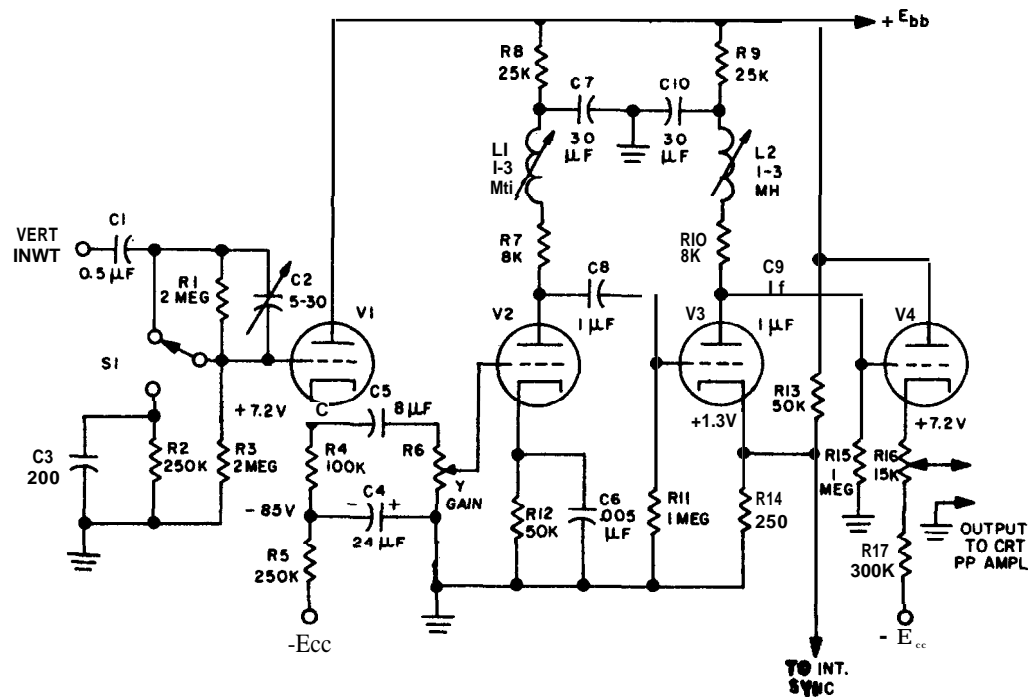 + Ebb
R8
25K
R9
25K
C7
30
µF
C10
30
µF
L1
1-3
Mti
L2
1-3
MH
VERT
INWT
C1
0.5 µF
R1
2 MEG
C2
5-30
R7
8K
R10
8K
C8
1 µF
C9
1f
1 µF
V1
V2
V3
V4
S1
+7.2V
C
C5
8 µF
+1.3V
R13
50K
+7.2V
C3
200
R2
250K
R3
2 MEG
R4
100K
R6
Y
GAIN
-85V
C4
- +
24 µF
R5
250K
R12
50K
C6
.005
µF
R11
1 MEG
R14
250
R15
1
MEG
R16
15K
OUTPUT
TO CRT
PP AMPL
R17
300K
-Ecc
- Ecc
TO INT.
SYNC